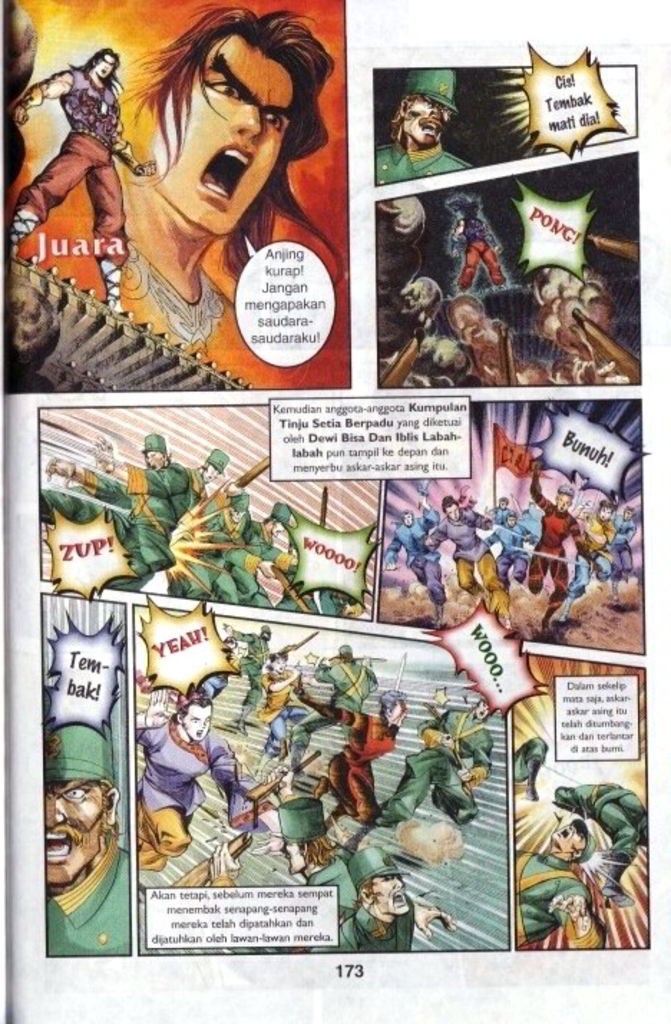 Juara
Anjing
kurap!
Jangan
mengapakan
saudara-
saudaraku!
Cis!
Tembak
mati dia!
PONG!
Kemudian anggota-anggota Kumpulan
Tinju Setia Berpadu yang diketuai
oleh Dewi Bisa Dan Iblis Labah-
labah pun tampil ke depan dan
menyerbu askar-askar asing itu.
ZUP!
WOOOO!
Bunuh!
Tem-
bak!
YEAH!
WOOO...
Akan tetapi, sebelum mereka sempat
menembak senapang-senapang
mereka telah dipatahkan dan
dijatuhkan oleh lawan-lawan mereka.
Dalam sekelip
mata saja, askar-
askar asing itu
telah ditumbang-
kan dan terlantar
di atas bumi.
173